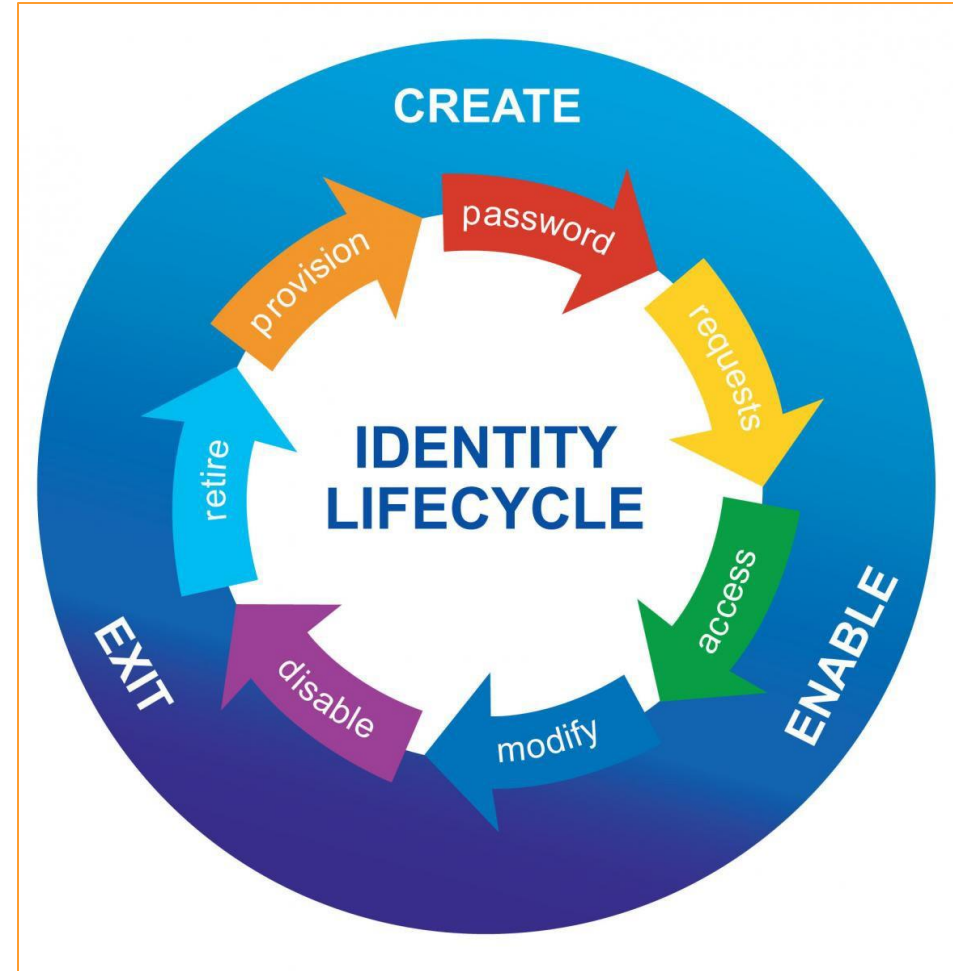 CREATE
password
provision
requests
IDENTITY
LIFECYCLE
retire
access
ENABLE
EXIT
disable
modify